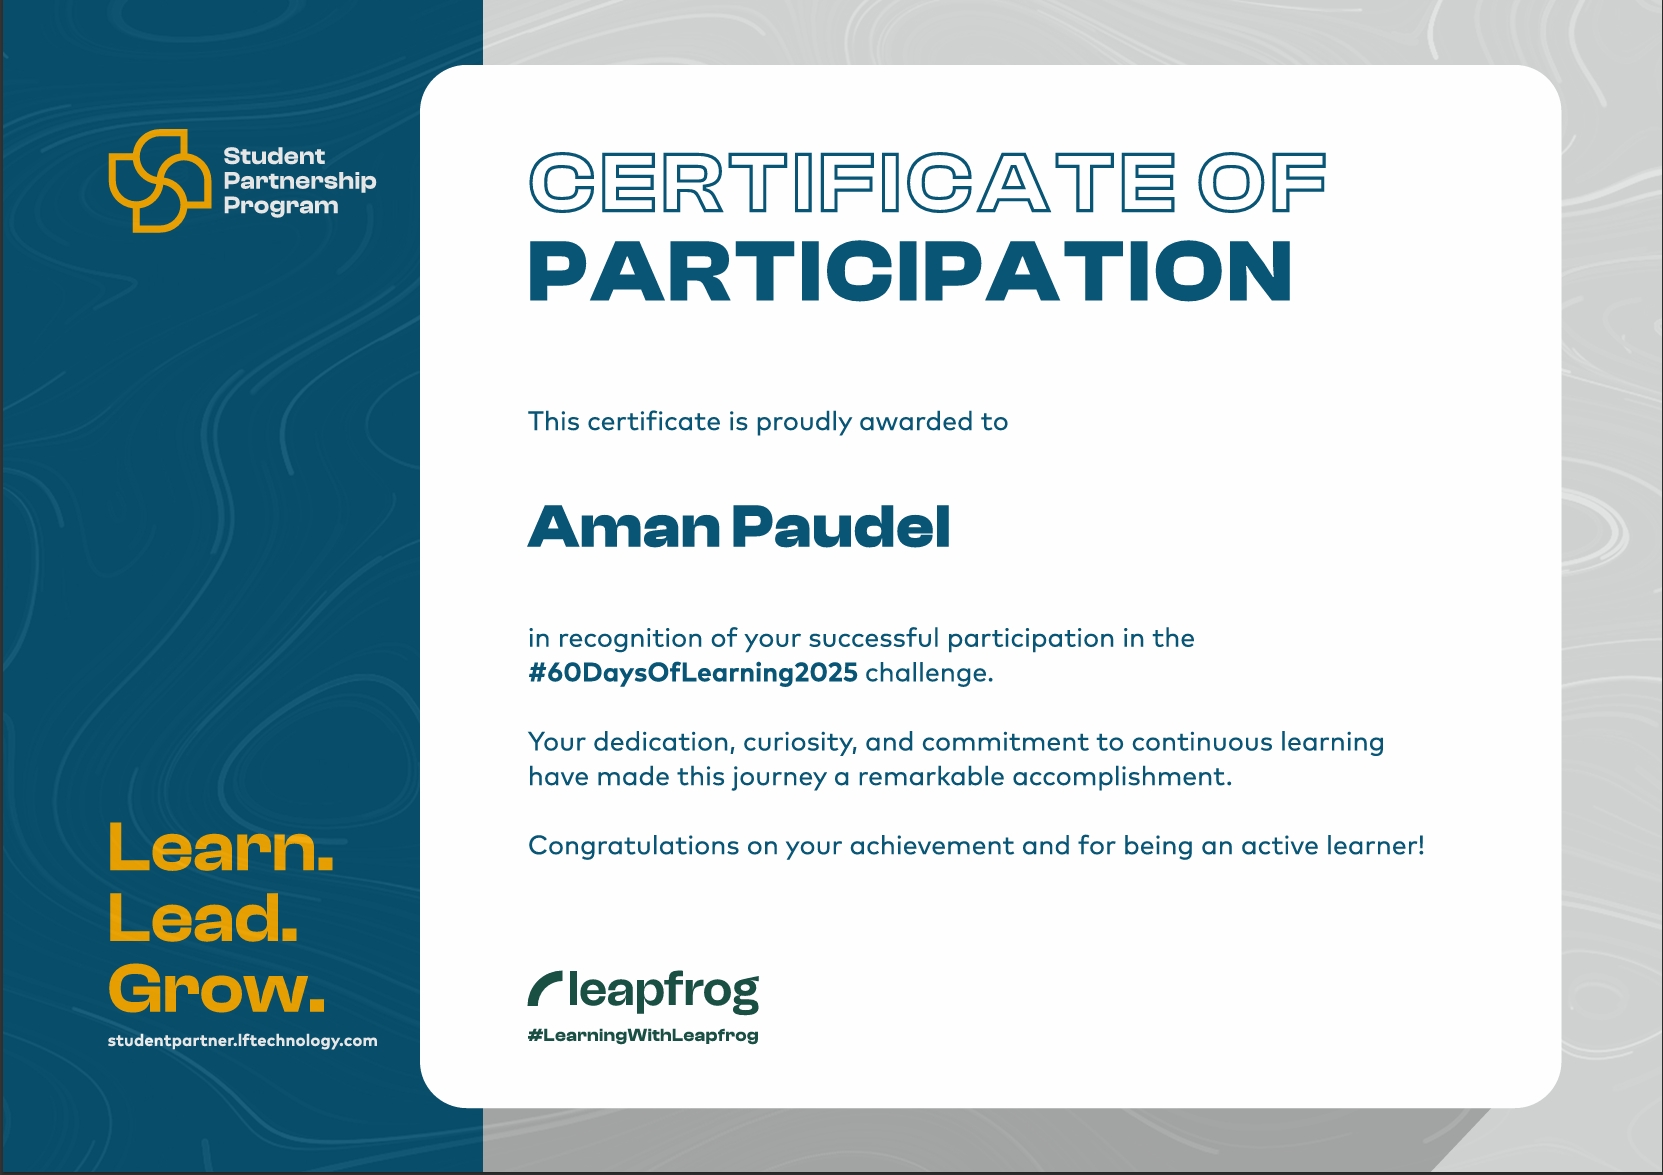 Student
Partnership
Program
CERTIFICATE OF
PARTICIPATION
This certificate is proudly awarded to
Aman Paudel
in recognition of your successful participation in the
#60DaysOfLearning2025 challenge.
Your dedication, curiosity, and commitment to continuous learning
have made this journey a remarkable accomplishment.
Congratulations on your achievement and for being an active learner!
Learn.
Lead.
Grow.
studentpartner.lftechnology.com
leapfrog
#LearningWithLeapfrog